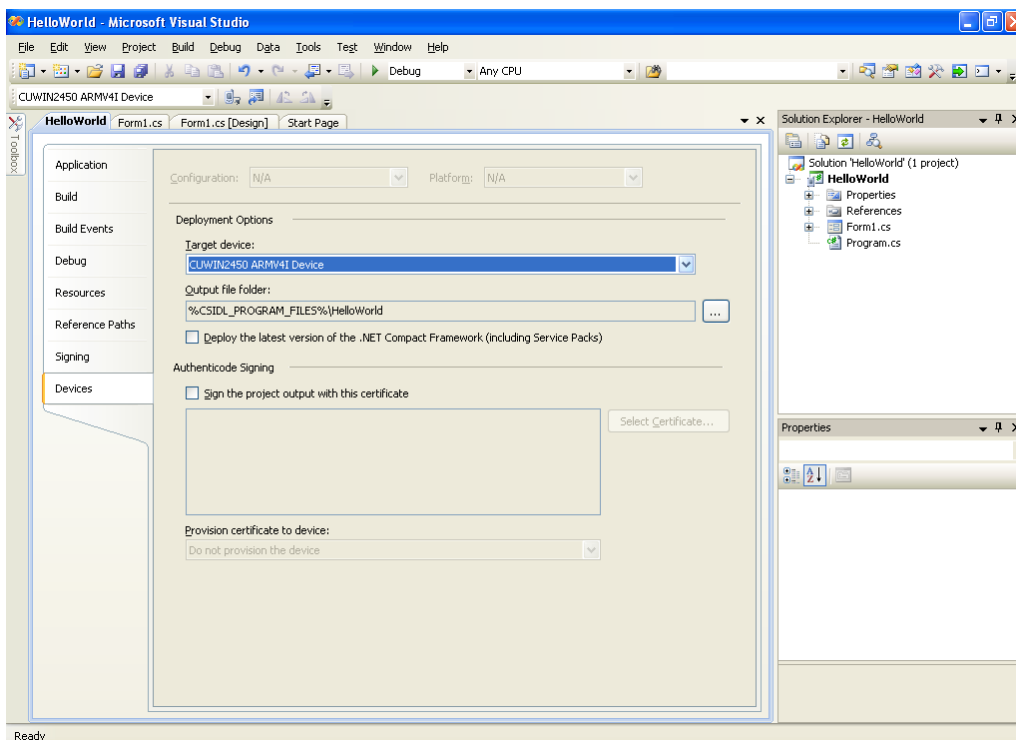 HelloWorld - Microsoft Visual Studio
File Edit View Project Build Debug Data Tools Test Window Help
Debug Any CPU
CUWIN2450 ARMV4I Device
Toolbox
HelloWorld Form1.cs Form1.cs [Design] Start Page
Application
Build
Build Events
Debug
Resources
Reference Paths
Signing
Devices
Configuration: N/A Platform: N/A
Deployment Options
Target device:
CUWIN2450 ARMV4I Device
Output file folder:
%CSIDL_PROGRAM_FILES%\HelloWorld
...
Deploy the latest version of the .NET Compact Framework (including Service Packs)
Authenticode Signing
Sign the project output with this certificate
Select Certificate...
Provision certificate to device:
Do not provision the device
Solution Explorer - HelloWorld
Solution 'HelloWorld' (1 project)
HelloWorld
Properties
References
Form1.cs
Program.cs
Properties
Ready